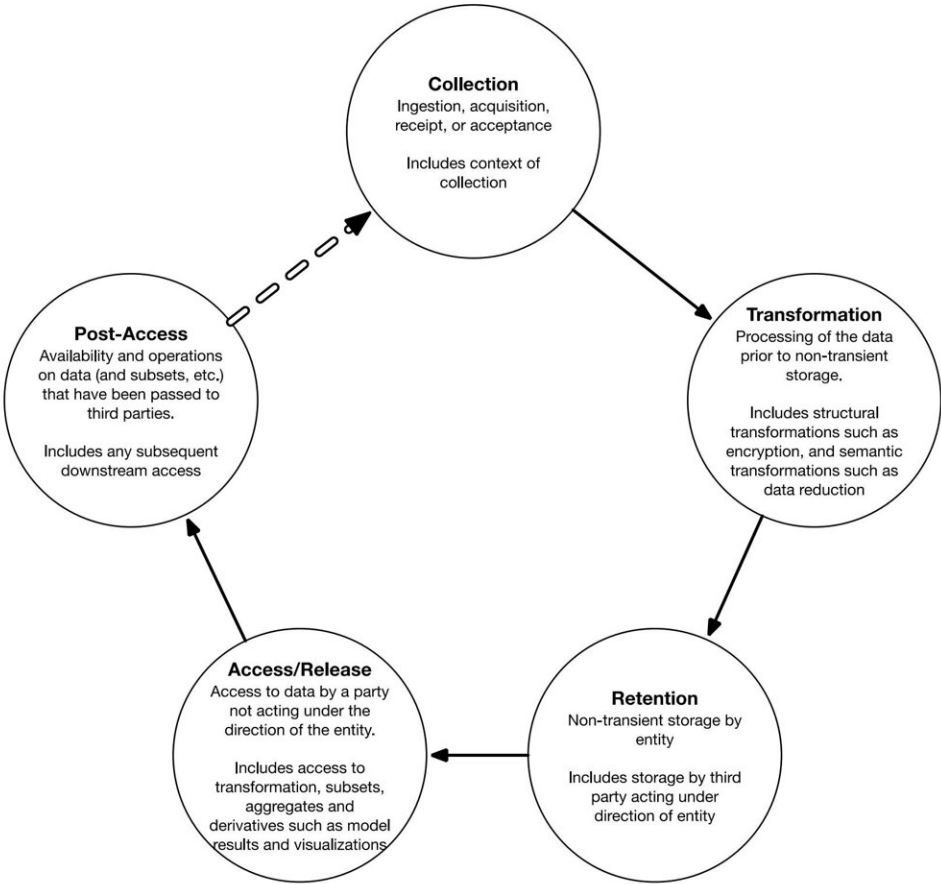 Collection
Ingestion, acquisition,
receipt, or acceptance
Includes context of
collection
Transformation
Processing of the data
prior to non-transient
storage.
Includes structural
transformations such as
encryption, and semantic
transformations such as
data reduction
Retention
Non-transient storage by
entity
Includes storage by third
party acting under
direction of entity
Access/Release
Access to data by a party
not acting under the
direction of the entity.
Includes access to
transformation, subsets,
aggregates and
derivatives such as model
results and visualizations
Post-Access
Availability and operations
on data (and subsets, etc.)
that have been passed to
third parties.
Includes any subsequent
downstream access